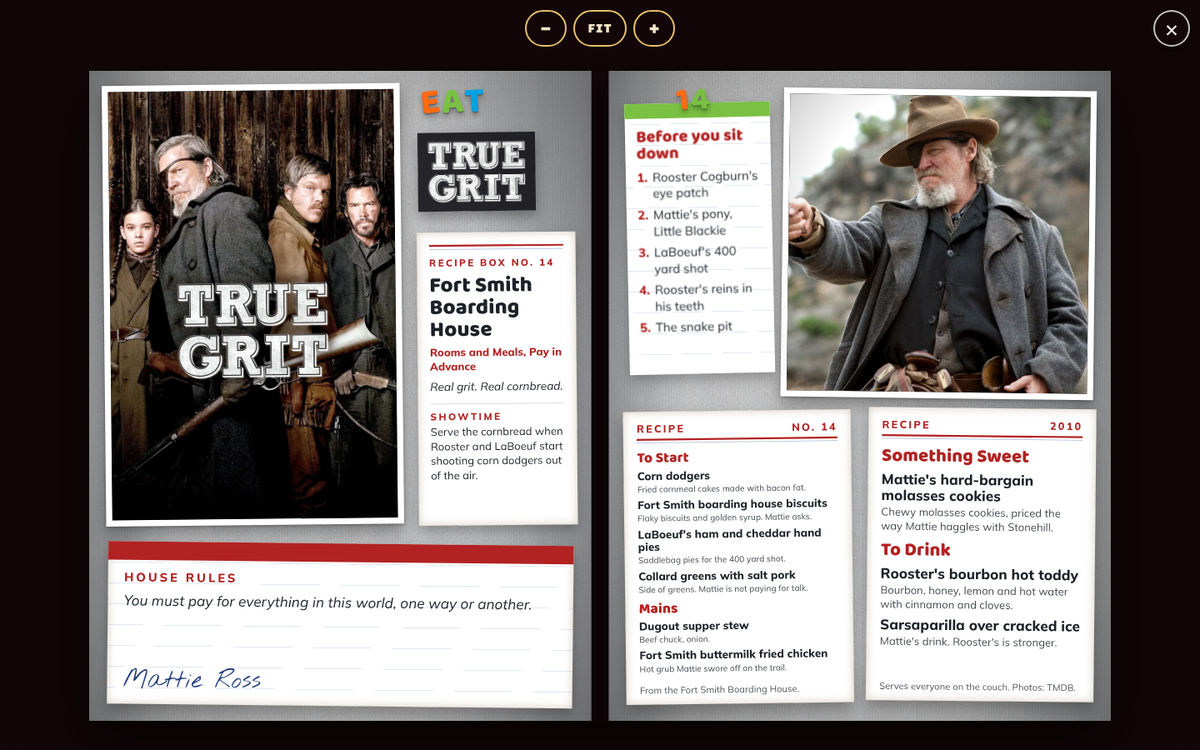 −
FIT
+
×
EAT
TRUE
GRIT
TRUE
GRIT
RECIPE BOX NO. 14
Fort Smith
Boarding
House
Rooms and Meals, Pay in
Advance
Real grit. Real cornbread.
SHOWTIME
Serve the cornbread when
Rooster and LaBoeuf start
shooting corn dodgers out
of the air.
HOUSE RULES
You must pay for everything in this world, one way or another.
Mattie Ross
14
Before you sit
down
1. Rooster Cogburn's
eye patch
2. Mattie's pony,
Little Blackie
3. LaBoeuf's 400
yard shot
4. Rooster's reins in
his teeth
5. The snake pit
RECIPE NO. 14
To Start
Corn dodgers
Fried cornmeal cakes made with bacon fat.
Fort Smith boarding house biscuits
Flaky biscuits and golden syrup. Mattie asks.
LaBoeuf's ham and cheddar hand
pies
Saddlebag pies for the 400 yard shot.
Collard greens with salt pork
Side of greens. Mattie is not paying for talk.
Mains
Dugout supper stew
Beef chuck, onion.
Fort Smith buttermilk fried chicken
Hot grub Mattie swore off on the trail.
From the Fort Smith Boarding House.
RECIPE 2010
Something Sweet
Mattie's hard-bargain
molasses cookies
Chewy molasses cookies, priced the
way Mattie haggles with Stonehill.
To Drink
Rooster's bourbon hot toddy
Bourbon, honey, lemon and hot water
with cinnamon and cloves.
Sarsaparilla over cracked ice
Mattie's drink. Rooster's is stronger.
Serves everyone on the couch. Photos: TMDB.